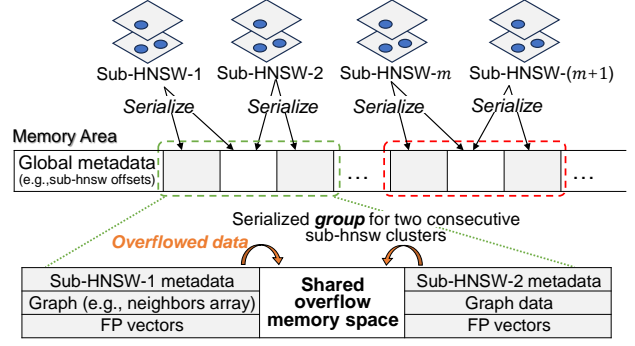 Sub-HNSW-1 Sub-HNSW-2 Sub-HNSW-m Sub-HNSW-(m+1)
Serialize Serialize Serialize Serialize
Memory Area
Global metadata
(e.g.,sub-hnsw offsets)
... ...
Serialized group for two consecutive
sub-hnsw clusters
Overflowed data
Sub-HNSW-1 metadata
Graph (e.g., neighbors array)
FP vectors
Shared
overflow
memory space
Sub-HNSW-2 metadata
Graph data
FP vectors